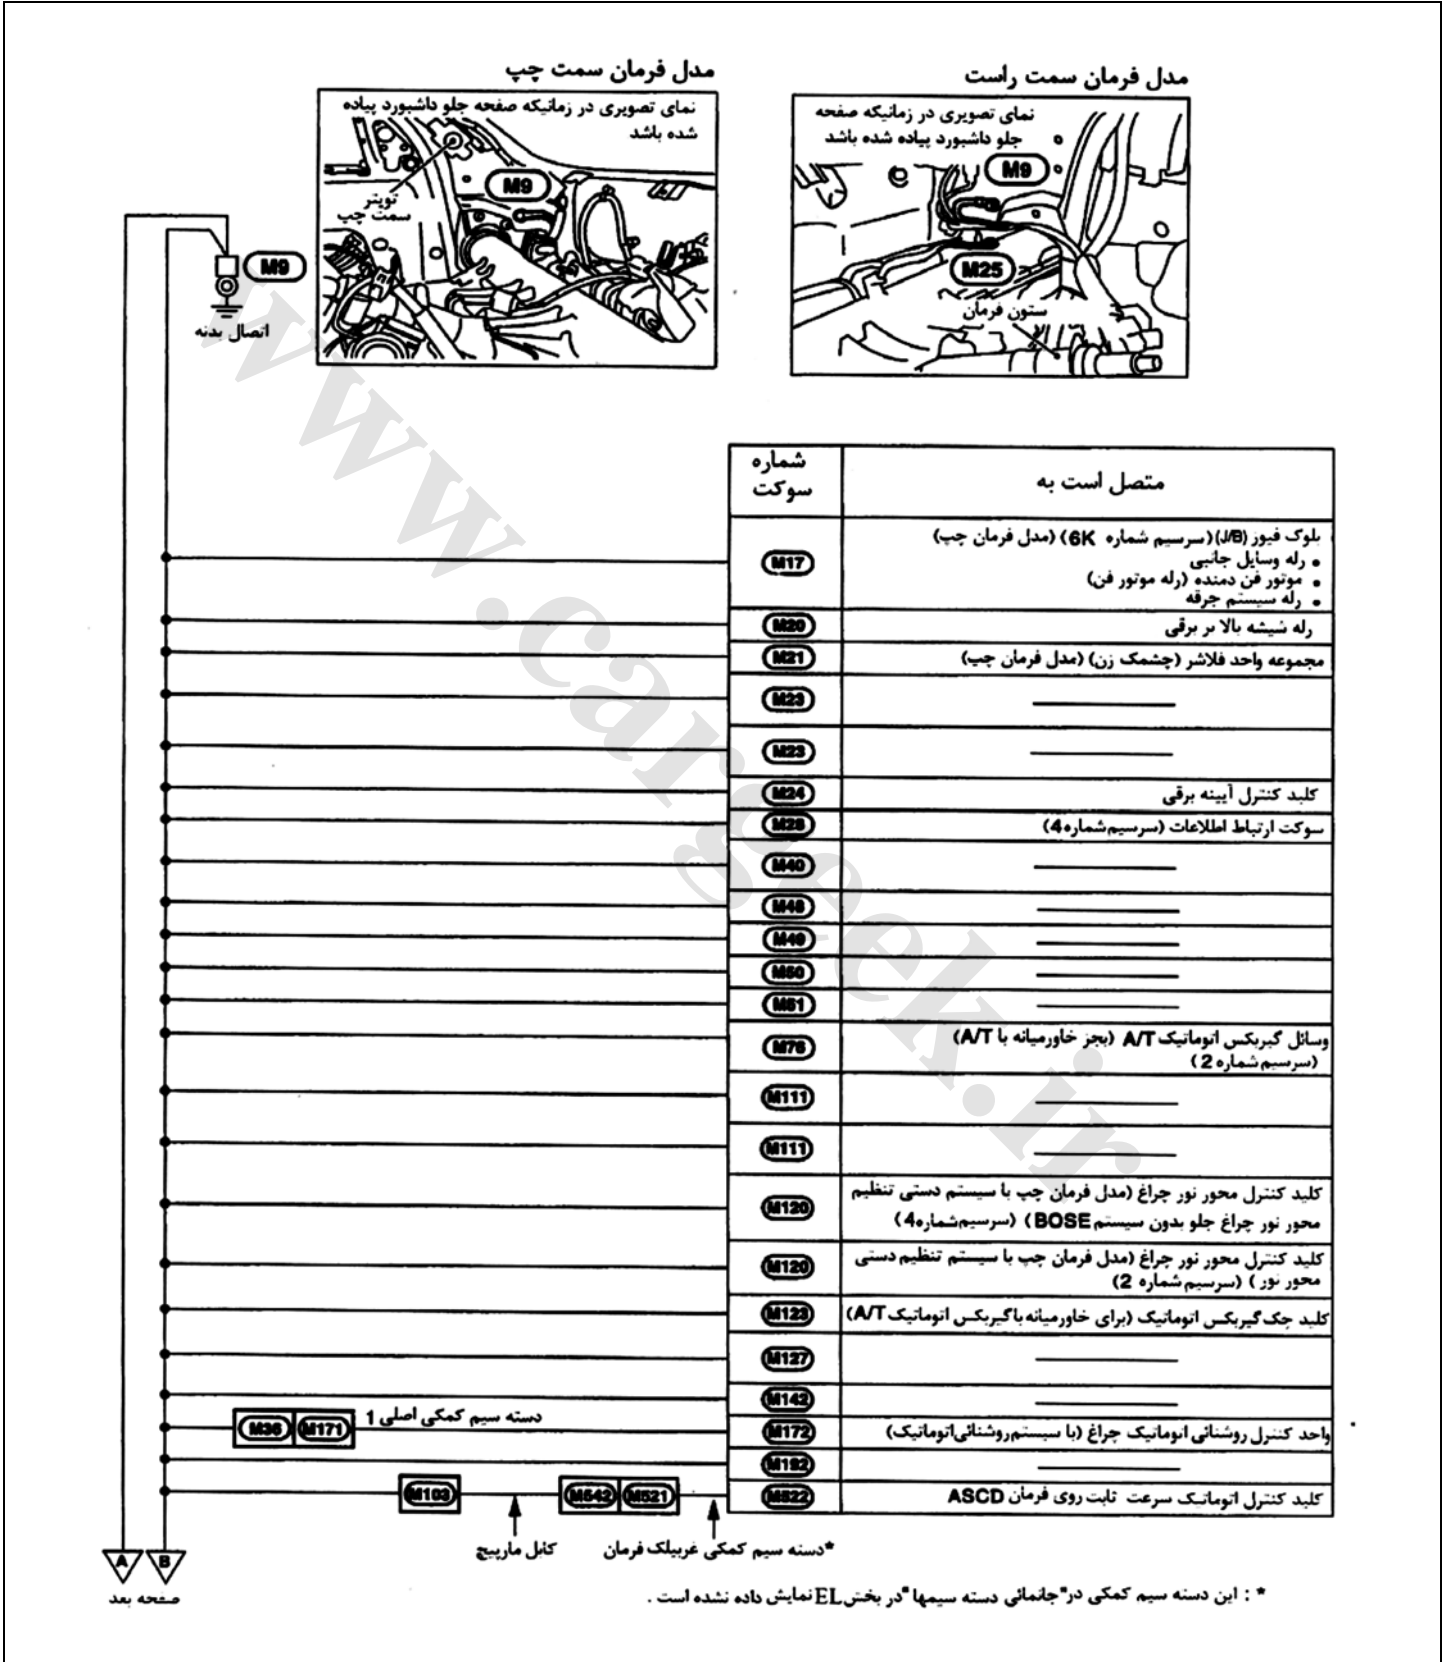 مدل فرمان سمت راست
مدل فرمان سمت چپ
نمای تصویری در زمانیکه صفحه
جلو داشبورد پیاده شده باشد
M9
M25
ستون فرمان
نمای تصویری در زمانیکه صفحه جلو داشبورد پیاده
شده باشد
M9
تویتر
سمت چپ
M9
اتصال بدنه
متصل است به
شماره
سوکت
بلوک فیوز (J/B) (سرسیم شماره 6K) (مدل فرمان چپ)
• رله وسایل جانبی
• موتور فن دمنده (رله موتور فن)
• رله سیستم جرقه
M17
رله شیشه بالا بر برقی
M20
مجموعه واحد فلاشر (چشمک زن) (مدل فرمان چپ)
M21
M23
M23
کلید کنترل آیینه برقی
M24
سوکت ارتباط اطلاعات (سرسیم شماره 4)
M40
M49
M50
M51
وسائل گیربکس اتوماتیک A/T (بجز خاورمیانه با A/T)
(سرسیم شماره 2)
M76
M111
M111
کلید کنترل محور نور چراغ (مدل فرمان چپ با سیستم دستی تنظیم
محور نور چراغ جلو بدون سیستم BOSE) (سرسیم شماره 4)
M120
کلید کنترل محور نور چراغ (مدل فرمان چپ با سیستم تنظیم دستی
محور نور) (سرسیم شماره 2)
M120
کلید جک گیربکس اتوماتیک (برای خاورمیانه با گیربکس اتوماتیک A/T)
M123
M127
M142
واحد کنترل روشنائی اتوماتیک چراغ (با سیستم روشنائی اتوماتیک)
M172
دسته سیم کمکی اصلی 1
M171
M36
M192
کلید کنترل اتوماتیک سرعت ثابت روی فرمان ASCD
M522
M521
M542
M103
*دسته سیم کمکی غربیلک فرمان
کابل مارپیچ
A
B
صفحه بعد
* : این دسته سیم کمکی در "جانمائی دسته سیمها" در بخش EL نمایش داده نشده است .
www.cargeek.ir